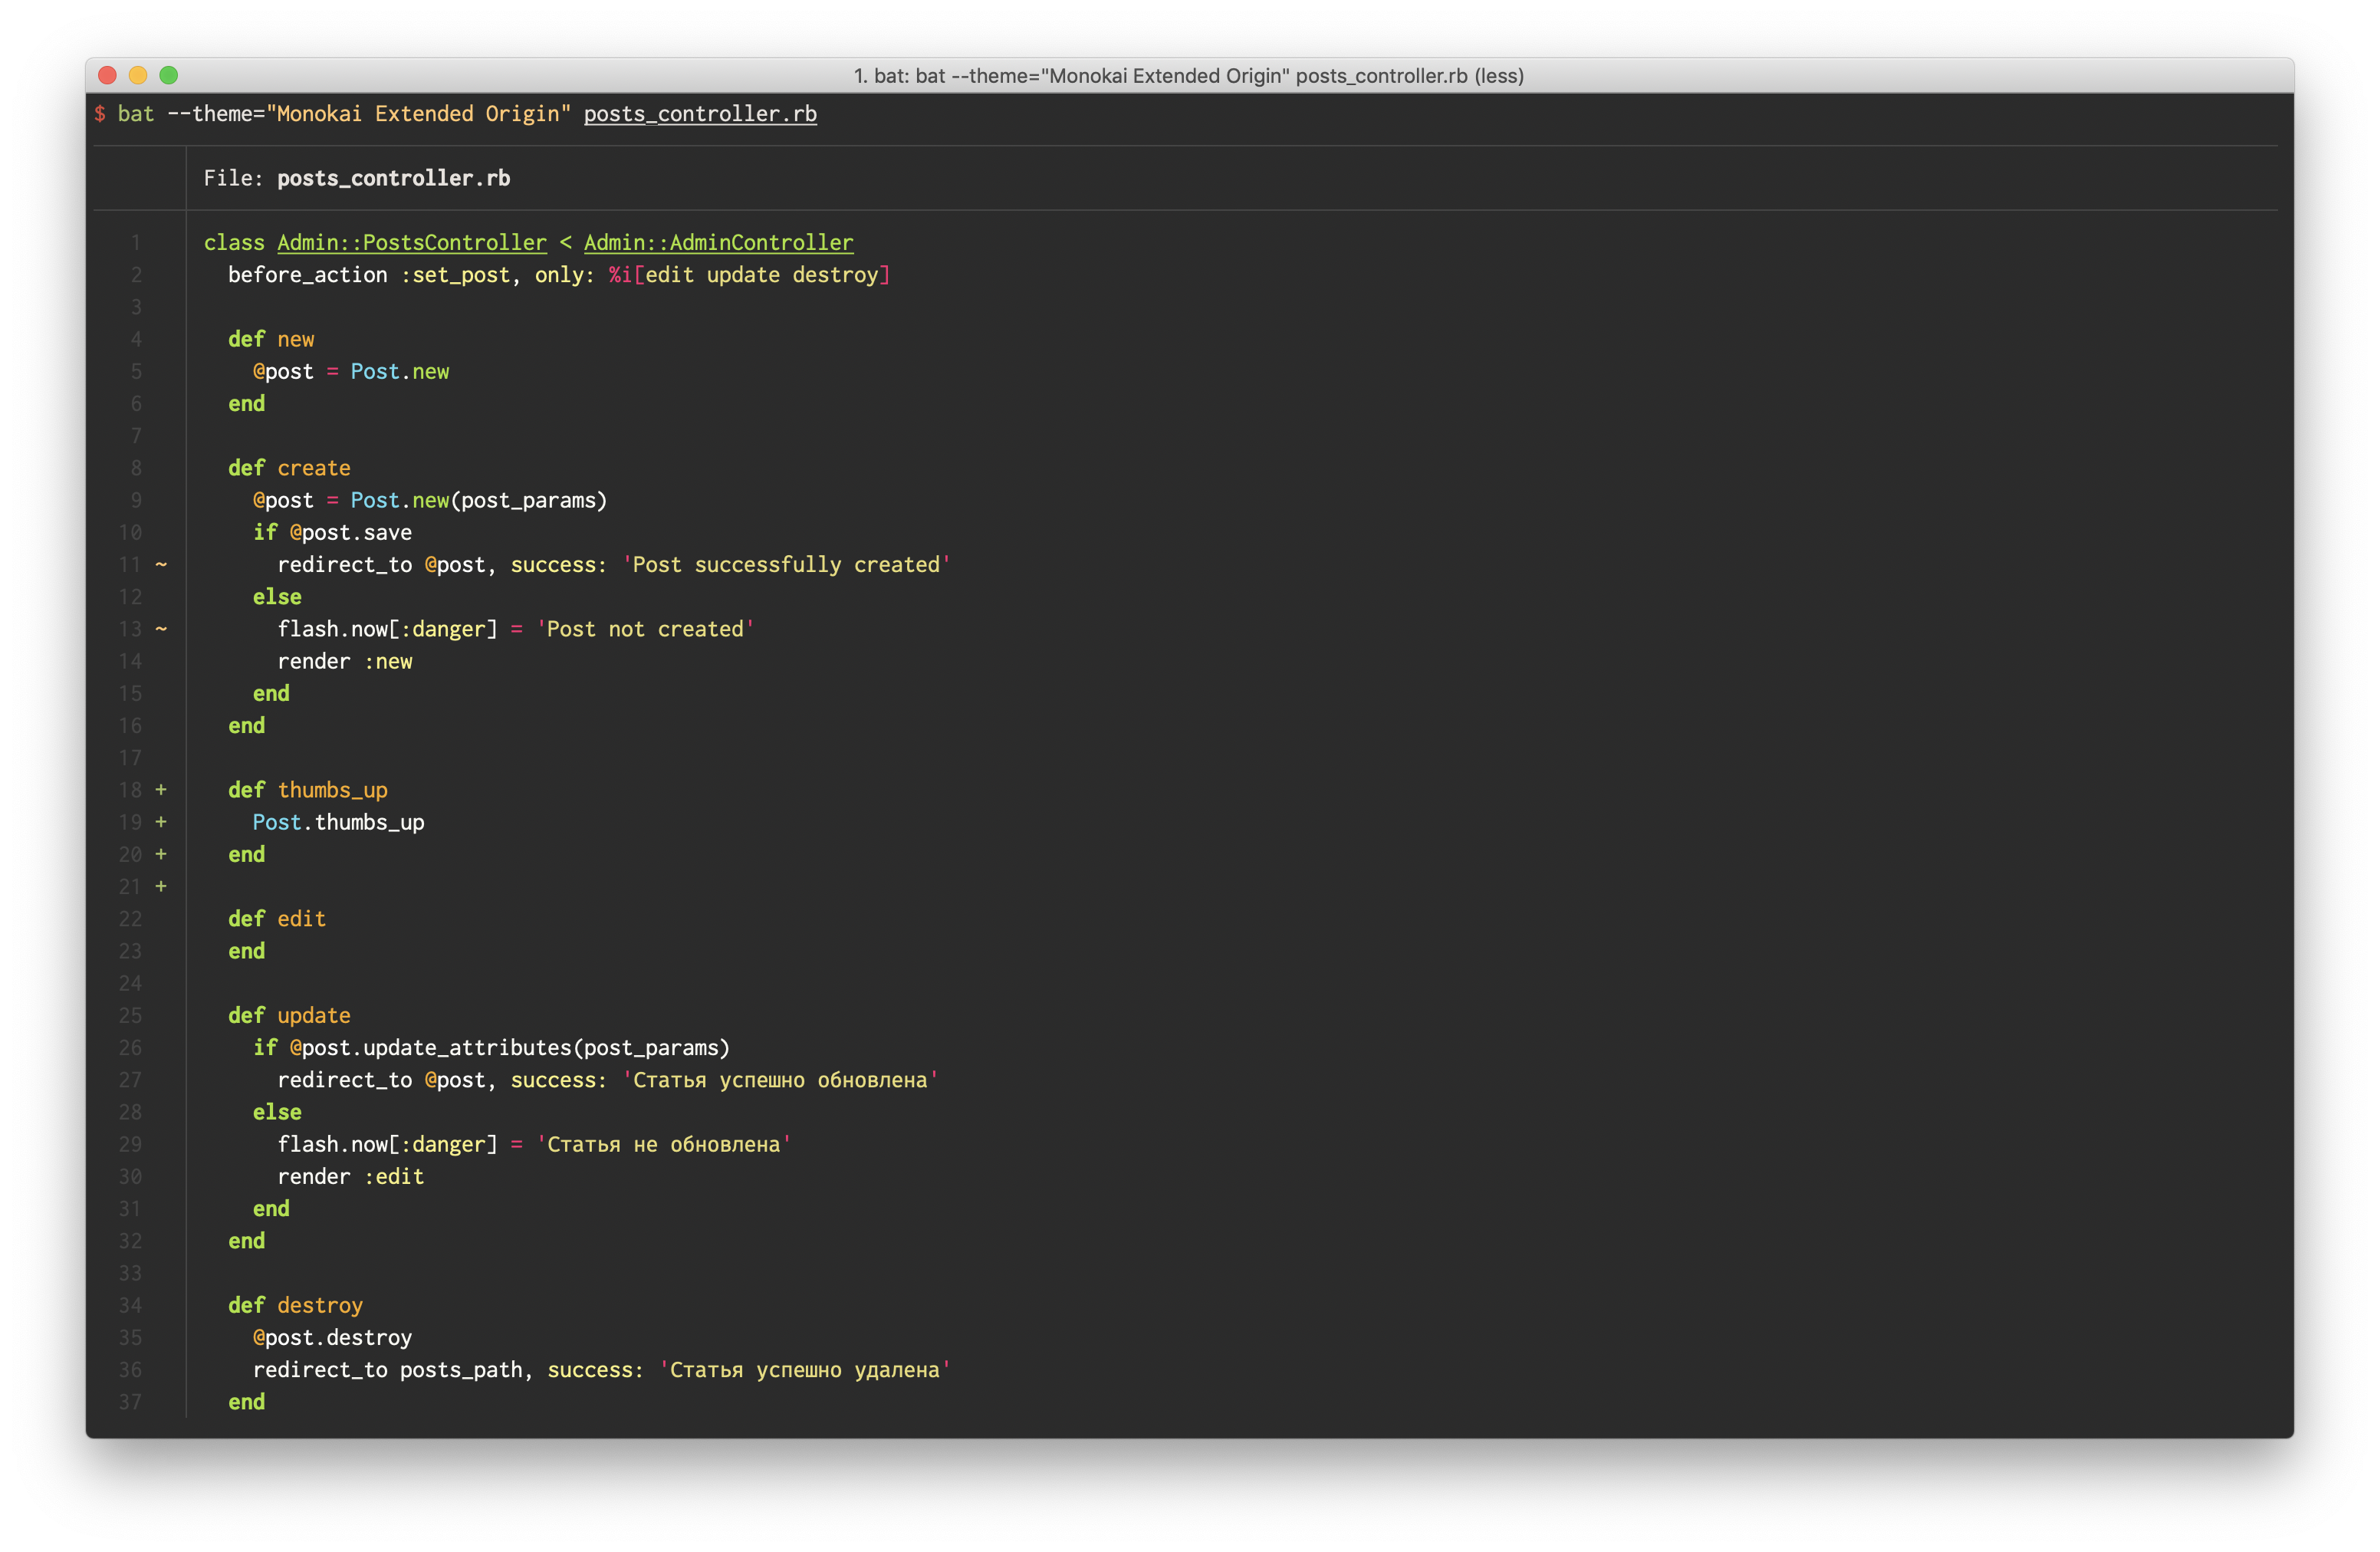 1. bat: bat --theme="Monokai Extended Origin" posts_controller.rb (less)
$ bat --theme="Monokai Extended Origin" posts_controller.rb
File: posts_controller.rb
1 class Admin::PostsController < Admin::AdminController
2   before_action :set_post, only: %i[edit update destroy]
3
4   def new
5     @post = Post.new
6   end
7
8   def create
9     @post = Post.new(post_params)
10     if @post.save
11 ~       redirect_to @post, success: 'Post successfully created'
12     else
13 ~       flash.now[:danger] = 'Post not created'
14       render :new
15     end
16   end
17
18 +   def thumbs_up
19 +     Post.thumbs_up
20 +   end
21 +
22   def edit
23   end
24
25   def update
26     if @post.update_attributes(post_params)
27       redirect_to @post, success: 'Статья успешно обновлена'
28     else
29       flash.now[:danger] = 'Статья не обновлена'
30       render :edit
31     end
32   end
33
34   def destroy
35     @post.destroy
36     redirect_to posts_path, success: 'Статья успешно удалена'
37   end